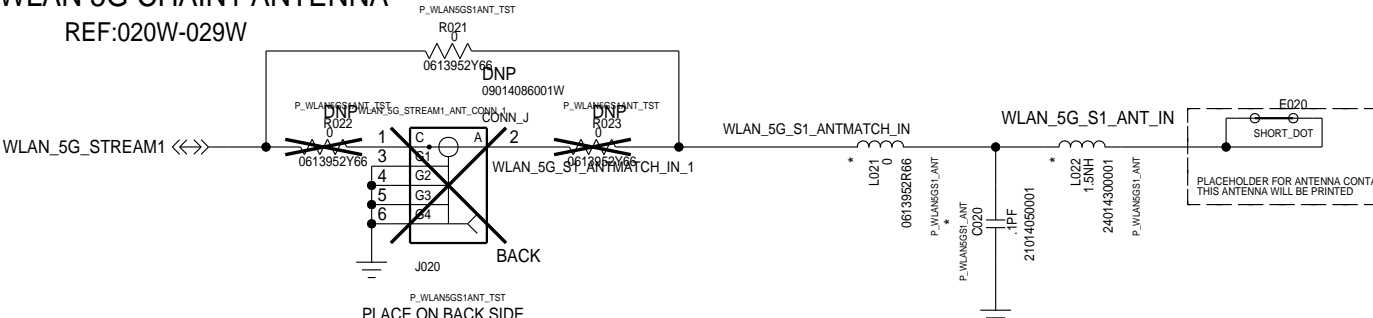 WLAN 5G CHAIN1 ANTENNA
REF:020W-029W
P_WLAN5GS1ANT_TST
R021
0
0613952Y66
DNP
09014086001W
P_WLAN5GS1ANT_TST
DNP
R022
0
0613952Y66
WLAN_5G_STREAM1_ANT_CONN_1
CONN_J
P_WLAN5GS1ANT_TST
DNP
R023
0
0613952Y66
WLAN_5G_STREAM1
1
C
A
2
3
G1
4
G2
5
G3
6
G4
WLAN_5G_S1_ANTMATCH_IN_1
BACK
J020
P_WLAN5GS1ANT_TST
PLACE ON BACK SIDE
WLAN_5G_S1_ANTMATCH_IN
*
L021
0
0613952R66
P_WLAN5GS1_ANT
*
P_WLAN5GS1_ANT
C020
.1PF
21014050001
WLAN_5G_S1_ANT_IN
*
L022
1.5NH
24014300001
P_WLAN5GS1_ANT
E020
SHORT_DOT
PLACEHOLDER FOR ANTENNA CONTA
THIS ANTENNA WILL BE PRINTED